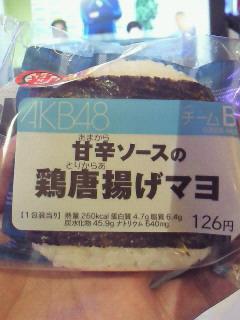 AKB48
チームB
あまから
甘辛ソースの
とりからあ
鶏唐揚げマヨ
126円
【1包装当り】熱量 260kcal 蛋白質 4.7g 脂質 6.4g
炭水化物 45.9g ナトリウム 640mg